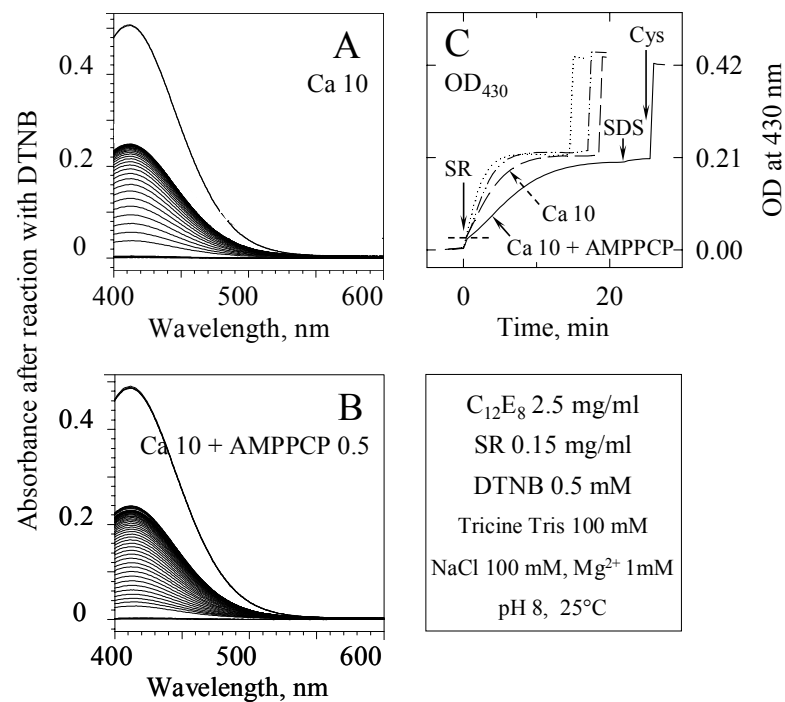 Absorbance after reaction with DTNB
A
Ca 10
0.4
0.2
0
400
500
600
Wavelength, nm
B
Ca 10 + AMPPCP 0.5
0.4
0.2
0
400
500
600
Wavelength, nm
C
OD₄₃₀
Cys
SDS
SR
Ca 10
Ca 10 + AMPPCP
0.42
0.21
0.00
OD at 430 nm
0
20
Time, min
C₁₂E₈ 2.5 mg/ml
SR 0.15 mg/ml
DTNB 0.5 mM
Tricine Tris 100 mM
NaCl 100 mM, Mg²⁺ 1mM
pH 8, 25°C